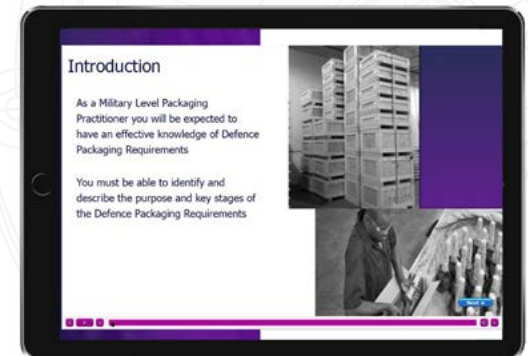 Introduction
As a Military Level Packaging
Practitioner you will be expected to
have an effective knowledge of Defence
Packaging Requirements
You must be able to identify and
describe the purpose and key stages of
the Defence Packaging Requirements
Next